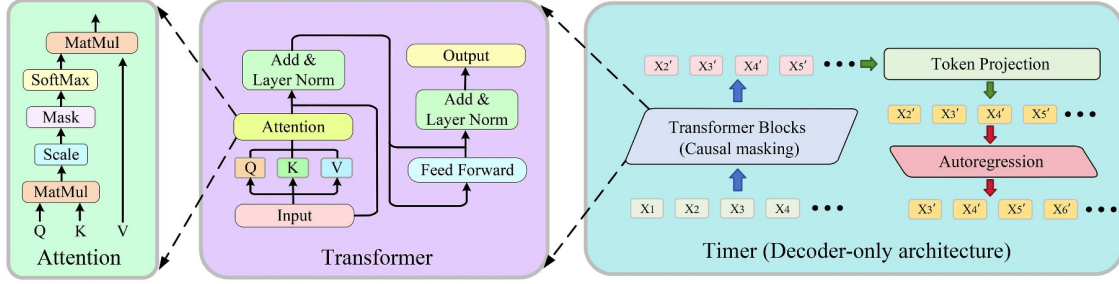 MatMul
SoftMax
Mask
Scale
MatMul
Q K V
Attention
Add &
Layer Norm
Attention
Q K V
Input
Output
Add &
Layer Norm
Feed Forward
Transformer
X2′ X3′ X4′ X5′ •••
Transformer Blocks
(Causal masking)
X1 X2 X3 X4 •••
Token Projection
X2′ X3′ X4′ X5′ •••
Autoregression
X3′ X4′ X5′ X6′ •••
Timer (Decoder-only architecture)